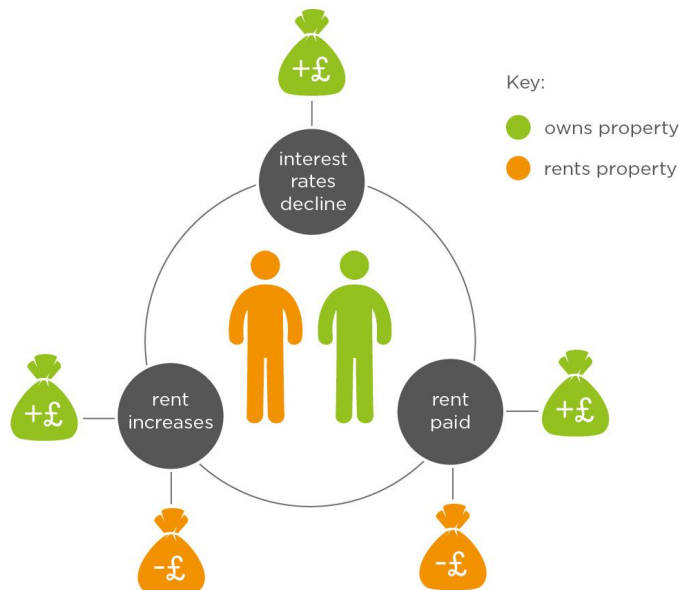 +£
Key:
owns property
rents property
interest
rates
decline
rent
increases
+£
-£
rent
paid
+£
-£